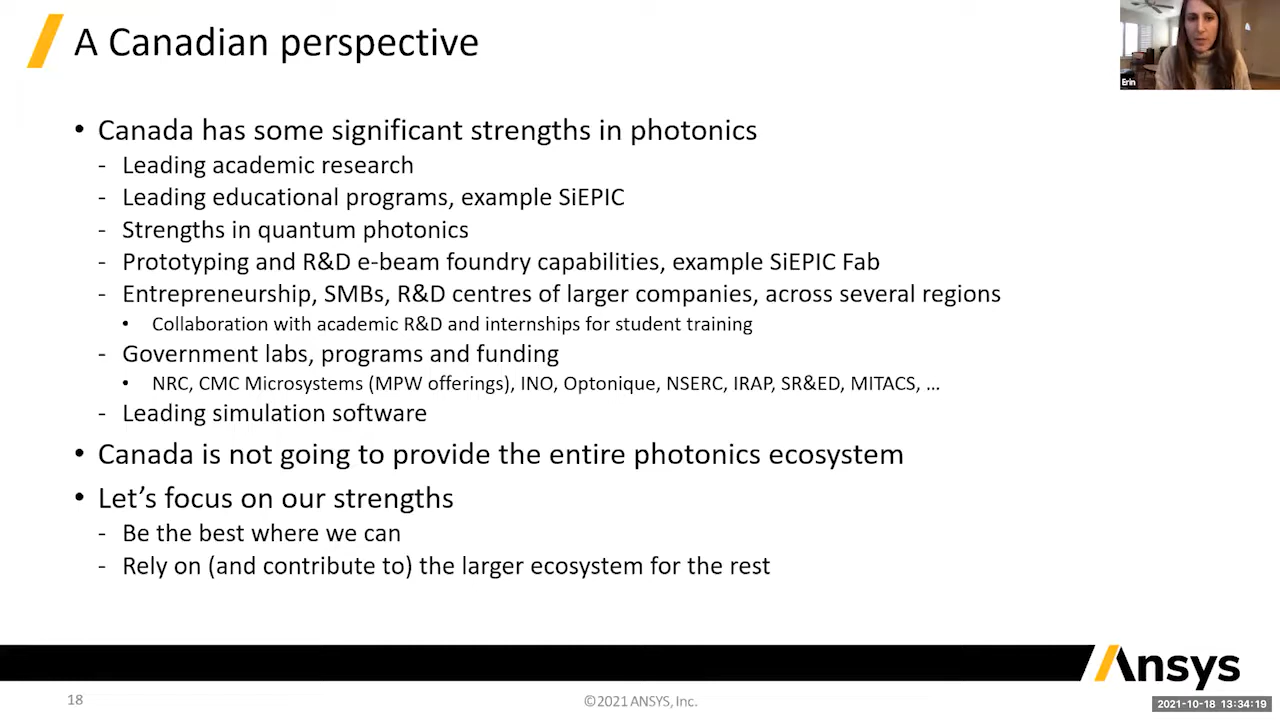 A Canadian perspective
Erin
• Canada has some significant strengths in photonics
- Leading academic research
- Leading educational programs, example SiEPIC
- Strengths in quantum photonics
- Prototyping and R&D e-beam foundry capabilities, example SiEPIC Fab
- Entrepreneurship, SMBs, R&D centres of larger companies, across several regions
• Collaboration with academic R&D and internships for student training
- Government labs, programs and funding
• NRC, CMC Microsystems (MPW offerings), INO, Optonique, NSERC, IRAP, SR&ED, MITACS, …
- Leading simulation software
• Canada is not going to provide the entire photonics ecosystem
• Let’s focus on our strengths
- Be the best where we can
- Rely on (and contribute to) the larger ecosystem for the rest
Ansys
18
©2021 ANSYS, Inc.
2021-10-18 13:34:19